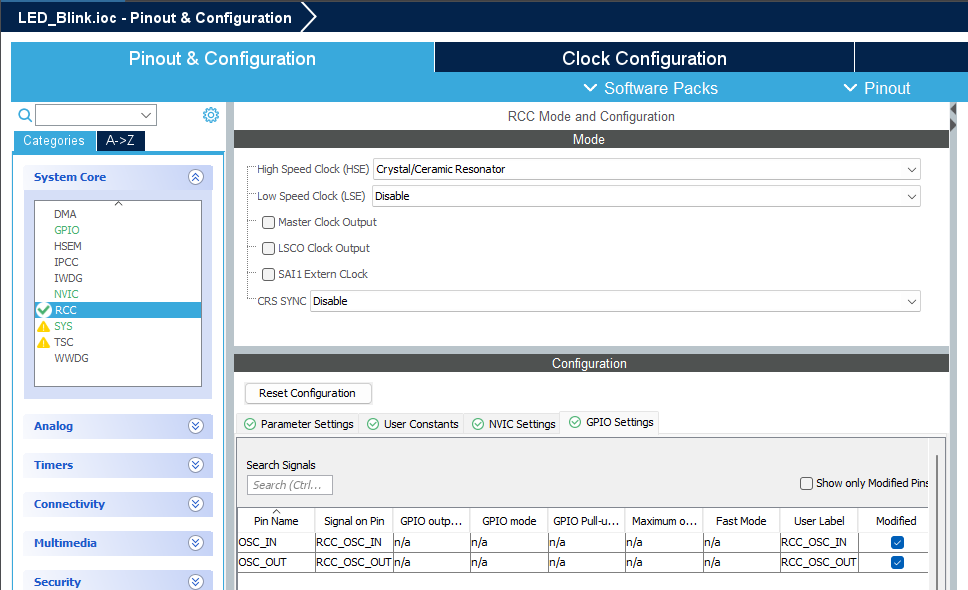 LED_Blink.ioc - Pinout & Configuration
Pinout & Configuration
Clock Configuration
Software Packs
Pinout
Categories
A->Z
System Core
DMA
GPIO
HSEM
IPCC
IWDG
NVIC
RCC
SYS
TSC
WWDG
Analog
Timers
Connectivity
Multimedia
Security
RCC Mode and Configuration
Mode
High Speed Clock (HSE) Crystal/Ceramic Resonator
Low Speed Clock (LSE) Disable
Master Clock Output
LSCO Clock Output
SAI1 Extern CLock
CRS SYNC Disable
Configuration
Reset Configuration
Parameter Settings User Constants NVIC Settings GPIO Settings
Search Signals
Search (Ctrl...
Show only Modified Pins
Pin Name Signal on Pin GPIO outp... GPIO mode GPIO Pull-u... Maximum o... Fast Mode User Label Modified
OSC_IN RCC_OSC_IN n/a n/a n/a n/a n/a RCC_OSC_IN
OSC_OUT RCC_OSC_OUT n/a n/a n/a n/a n/a RCC_OSC_OUT